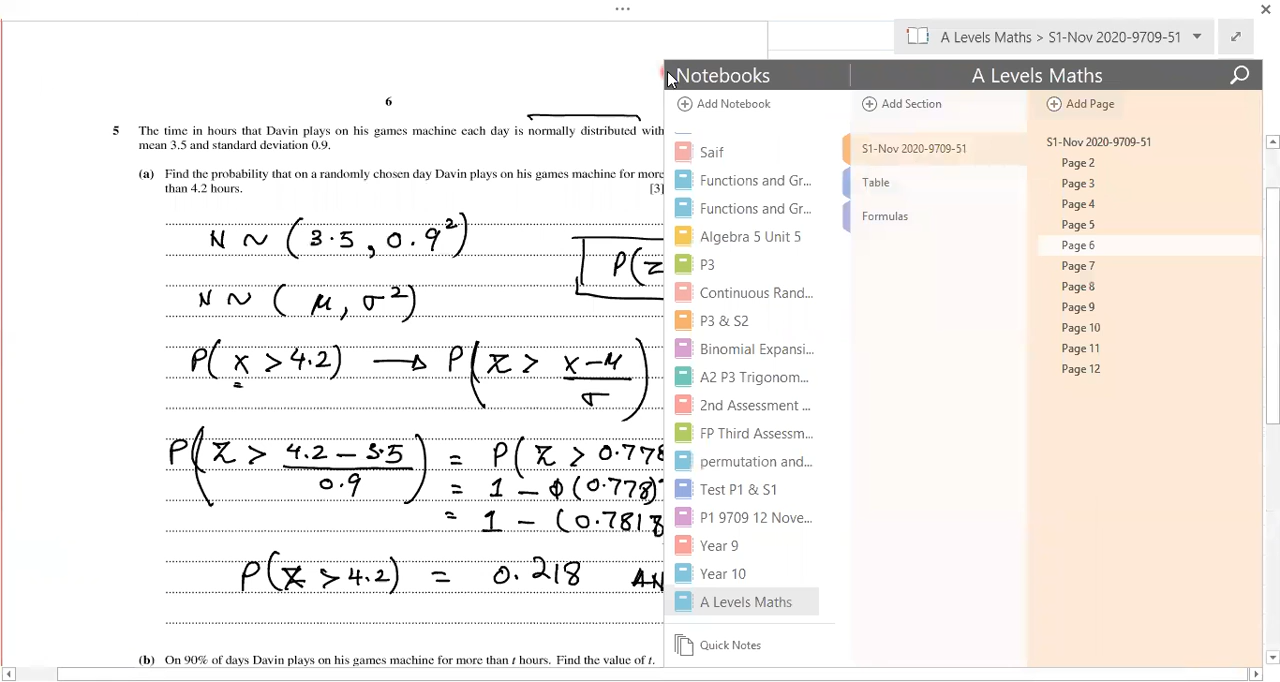 ...
A Levels Maths > S1-Nov 2020-9709-51
Notebooks
A Levels Maths
Add Notebook
Add Section
Add Page
Saif
Functions and Gr...
Functions and Gr...
Algebra 5 Unit 5
P3
Continuous Rand...
P3 & S2
Binomial Expansi...
A2 P3 Trigonom...
2nd Assessment ...
FP Third Assessm...
permutation and...
Test P1 & S1
P1 9709 12 Nove...
Year 9
Year 10
A Levels Maths
Quick Notes
S1-Nov 2020-9709-51
Table
Formulas
S1-Nov 2020-9709-51
Page 2
Page 3
Page 4
Page 5
Page 6
Page 7
Page 8
Page 9
Page 10
Page 11
Page 12
6
5 The time in hours that Davin plays on his games machine each day is normally distributed with
mean 3.5 and standard deviation 0.9.
(a) Find the probability that on a randomly chosen day Davin plays on his games machine for more
than 4.2 hours. [3]
N ~ (3.5, 0.9²)
P(z
N ~ (μ, σ²)
P(x > 4.2) → P(z > (x-μ)/σ)
P(z > (4.2 - 3.5)/0.9) = P(z > 0.778
= 1 - Φ(0.778)
= 1 - (0.7818
P(z > 4.2) = 0.218 AN
(b) On 90% of days Davin plays on his games machine for more than t hours. Find the value of t.